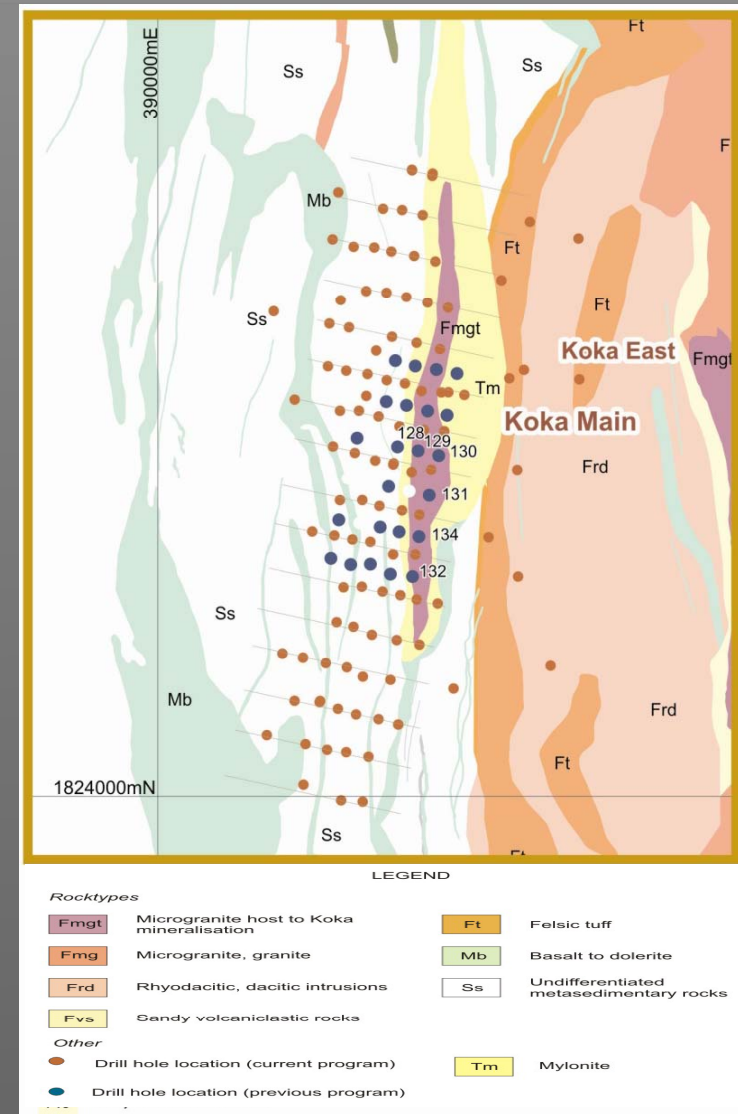 Ft
390000mE
Ss
Ss
F
Mb
Ft
Ft
Ss
Fmgt
Koka East
Fmgt
Tm
Koka Main
128
129
130
Frd
131
134
132
Ss
Mb
Frd
Ft
1824000mN
Ss
LEGEND
Rocktypes
Fmgt Microgranite host to Koka mineralisation
Ft Felsic tuff
Fmg Microgranite, granite
Mb Basalt to dolerite
Frd Rhyodacitic, dacitic intrusions
Ss Undifferentiated metasedimentary rocks
Fvs Sandy volcaniclastic rocks
Other
Drill hole location (current program)
Tm Mylonite
Drill hole location (previous program)